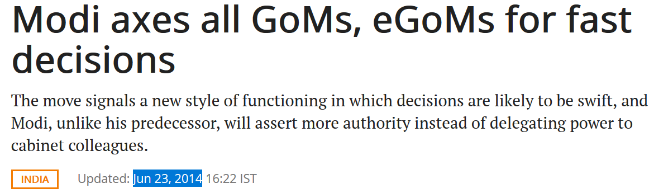 Modi axes all GoMs, eGoMs for fast
decisions
The move signals a new style of functioning in which decisions are likely to be swift, and
Modi, unlike his predecessor, will assert more authority instead of delegating power to
cabinet colleagues.
INDIA Updated: Jun 23, 2014 16:22 IST